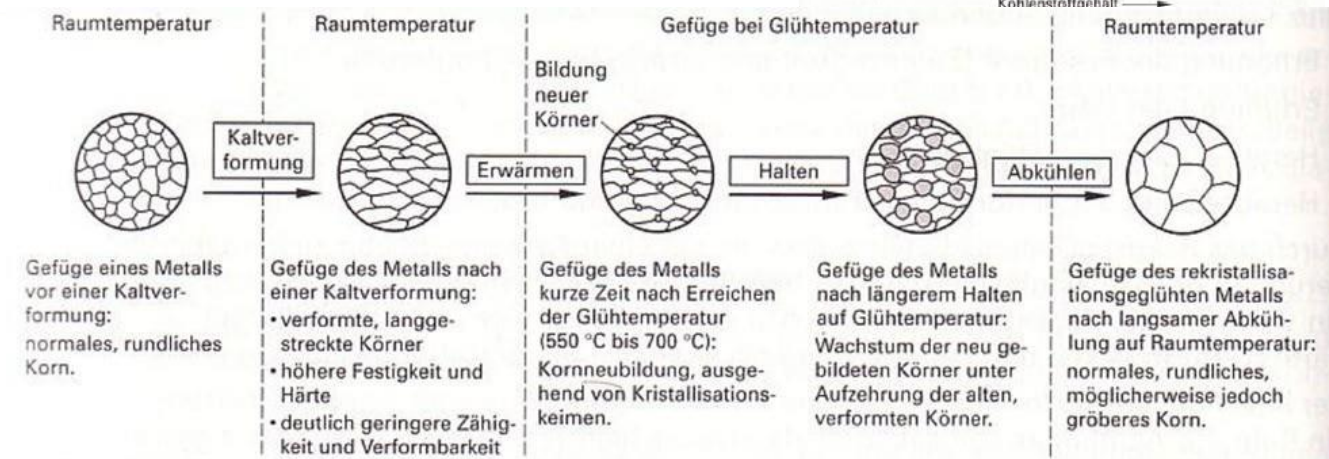 Kohlenstoffgehalt
Raumtemperatur
Raumtemperatur
Gefüge bei Glühtemperatur
Raumtemperatur
Bildung
neuer
Körner
Kaltver-
formung
Erwärmen
Halten
Abkühlen
Gefüge eines Metalls
vor einer Kaltver-
formung:
normales, rundliches
Korn.
Gefüge des Metalls nach
einer Kaltverformung:
• verformte, langge-
streckte Körner
• höhere Festigkeit und
Härte
• deutlich geringere Zähig-
keit und Verformbarkeit
Gefüge des Metalls
kurze Zeit nach Erreichen
der Glühtemperatur
(550 °C bis 700 °C):
Kornneubildung, ausge-
hend von Kristallisations-
keimen.
Gefüge des Metalls
nach längerem Halten
auf Glühtemperatur:
Wachstum der neu ge-
bildeten Körner unter
Aufzehrung der alten,
verformten Körner.
Gefüge des rekristallisa-
tionsgeglühten Metalls
nach langsamer Abküh-
lung auf Raumtemperatur:
normales, rundliches,
möglicherweise jedoch
gröberes Korn.